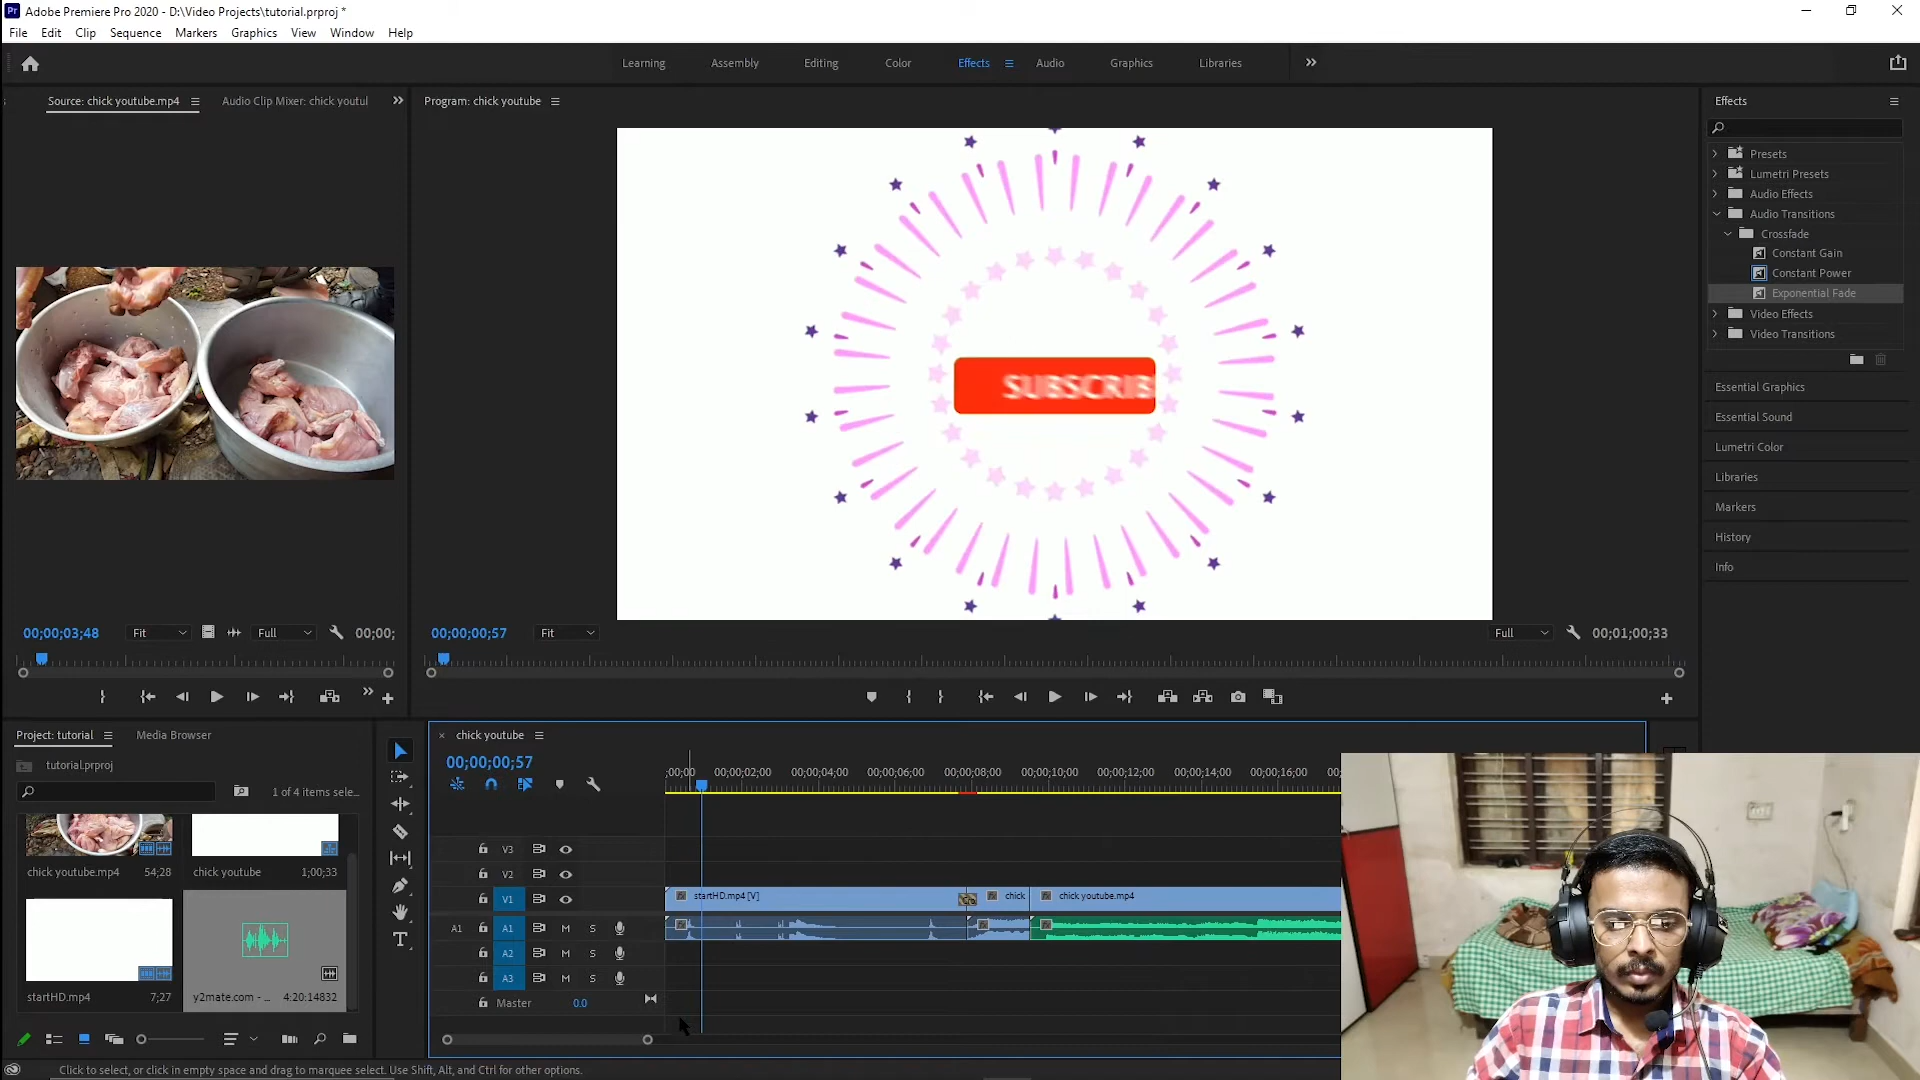 Adobe Premiere Pro 2020 - D:\Video Projects\tutorial.prproj *
File Edit Clip Sequence Markers Graphics View Window Help
Learning Assembly Editing Color Effects Audio Graphics Libraries
Source: chick youtube.mp4 Audio Clip Mixer: chick youtul
Program: chick youtube
Effects
Presets
Lumetri Presets
Audio Effects
Audio Transitions
Crossfade
Constant Gain
Constant Power
Exponential Fade
Video Effects
Video Transitions
Essential Graphics
Essential Sound
Lumetri Color
Libraries
Markers
History
Info
SUBSCRIB
00;00;03;48 Fit Full 00;00;
00;00;00;57 Fit Full 00;01;00;33
Project: tutorial Media Browser
tutorial.prproj
1 of 4 items sele...
chick youtube.mp4 54;28
chick youtube 1;00;33
startHD.mp4 7;27
y2mate.com - ... 4:20:14832
chick youtube
00;00;00;57
;00;00 00;00;02;00 00;00;04;00 00;00;06;00 00;00;08;00 00;00;10;00 00;00;12;00 00;00;14;00 00;00;16;00 00;
V3
V2
V1 startHD.mp4 [V] chick chick youtube.mp4
A1 A1 M S
A2 M S
A3 M S
Master 0.0
Click to select, or click in empty space and drag to marquee select. Use Shift, Alt, and Ctrl for other options.